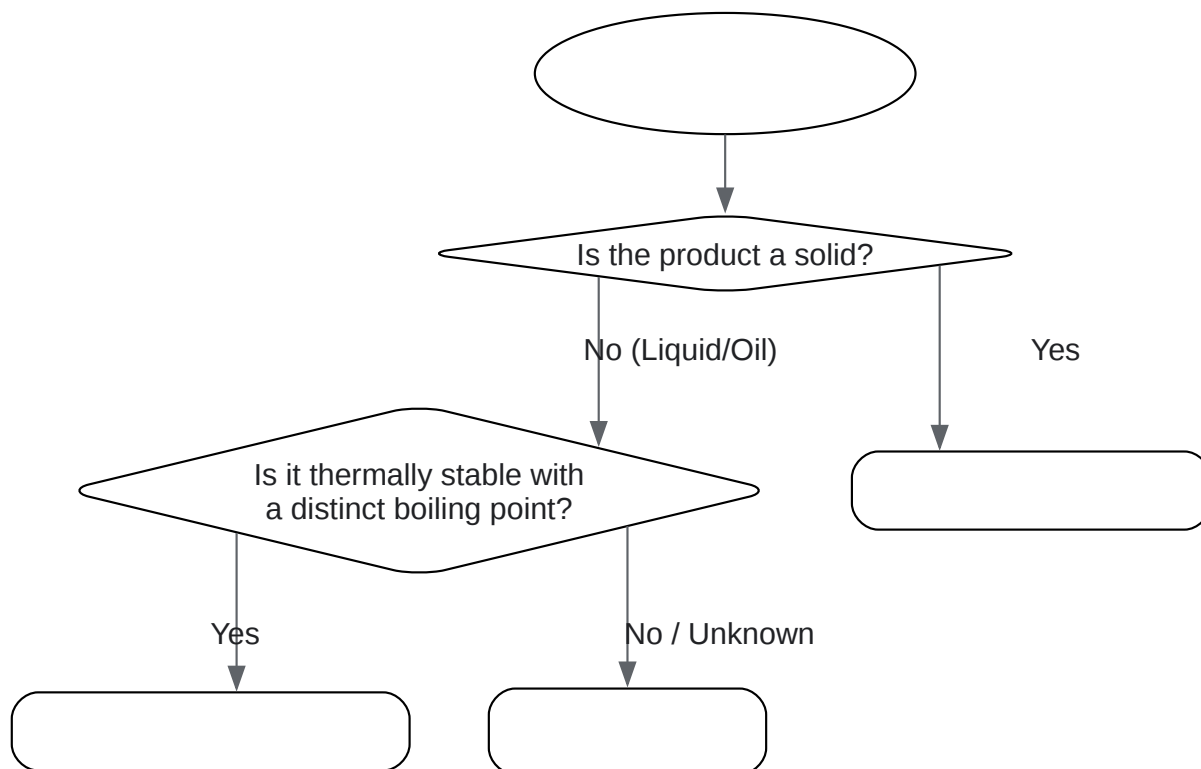 Is the product a solid?
No (Liquid/Oil)
Yes
Is it thermally stable with
a distinct boiling point?
Yes
No / Unknown